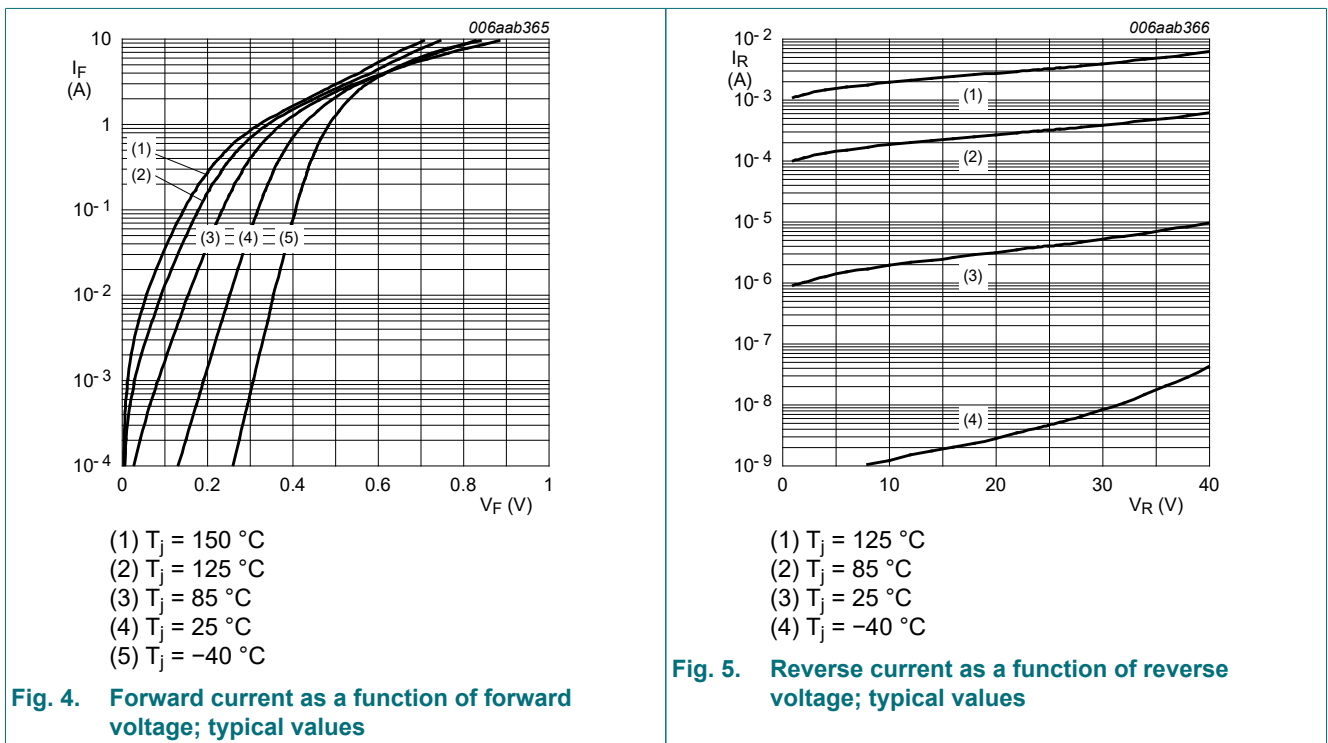 006aab365
10
I_F
(A)
1
10^-1
10^-2
10^-3
10^-4
(1)
(2)
(3)
(4)
(5)
0
0.2
0.4
0.6
0.8
1
V_F (V)
(1) T_j = 150 °C
(2) T_j = 125 °C
(3) T_j = 85 °C
(4) T_j = 25 °C
(5) T_j = −40 °C
Fig. 4. Forward current as a function of forward
voltage; typical values
006aab366
10^-2
I_R
(A)
10^-3
10^-4
10^-5
10^-6
10^-7
10^-8
10^-9
(1)
(2)
(3)
(4)
0
10
20
30
40
V_R (V)
(1) T_j = 125 °C
(2) T_j = 85 °C
(3) T_j = 25 °C
(4) T_j = −40 °C
Fig. 5. Reverse current as a function of reverse
voltage; typical values